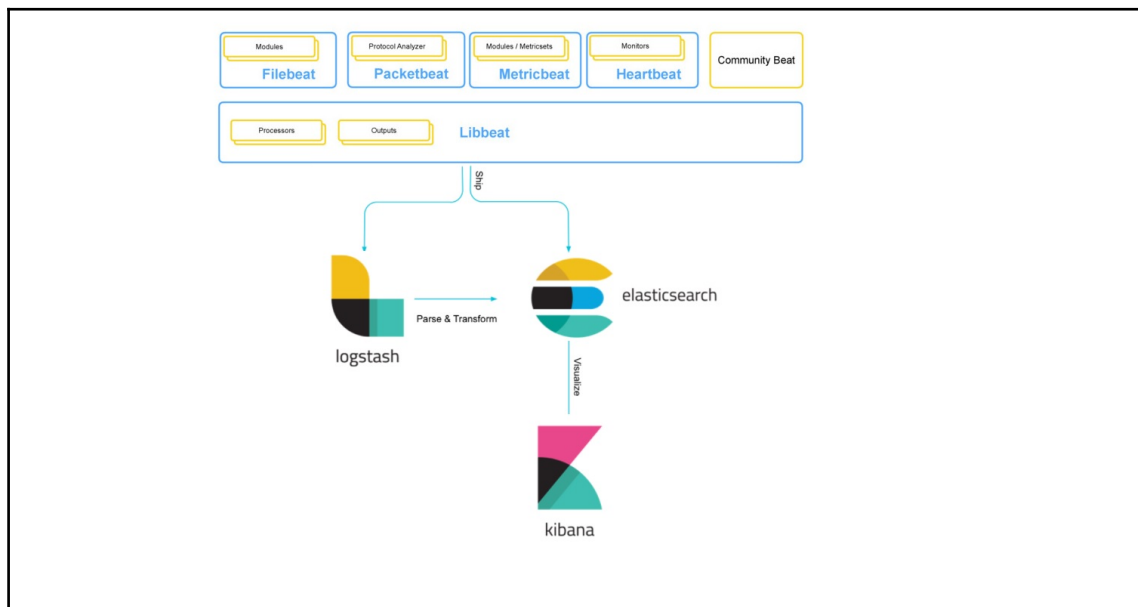 Modules
Filebeat
Protocol Analyzer
Packetbeat
Modules / Metricsets
Metricbeat
Monitors
Heartbeat
Community Beat
Processors
Outputs
Libbeat
Ship
logstash
Parse & Transform
elasticsearch
Visualize
kibana